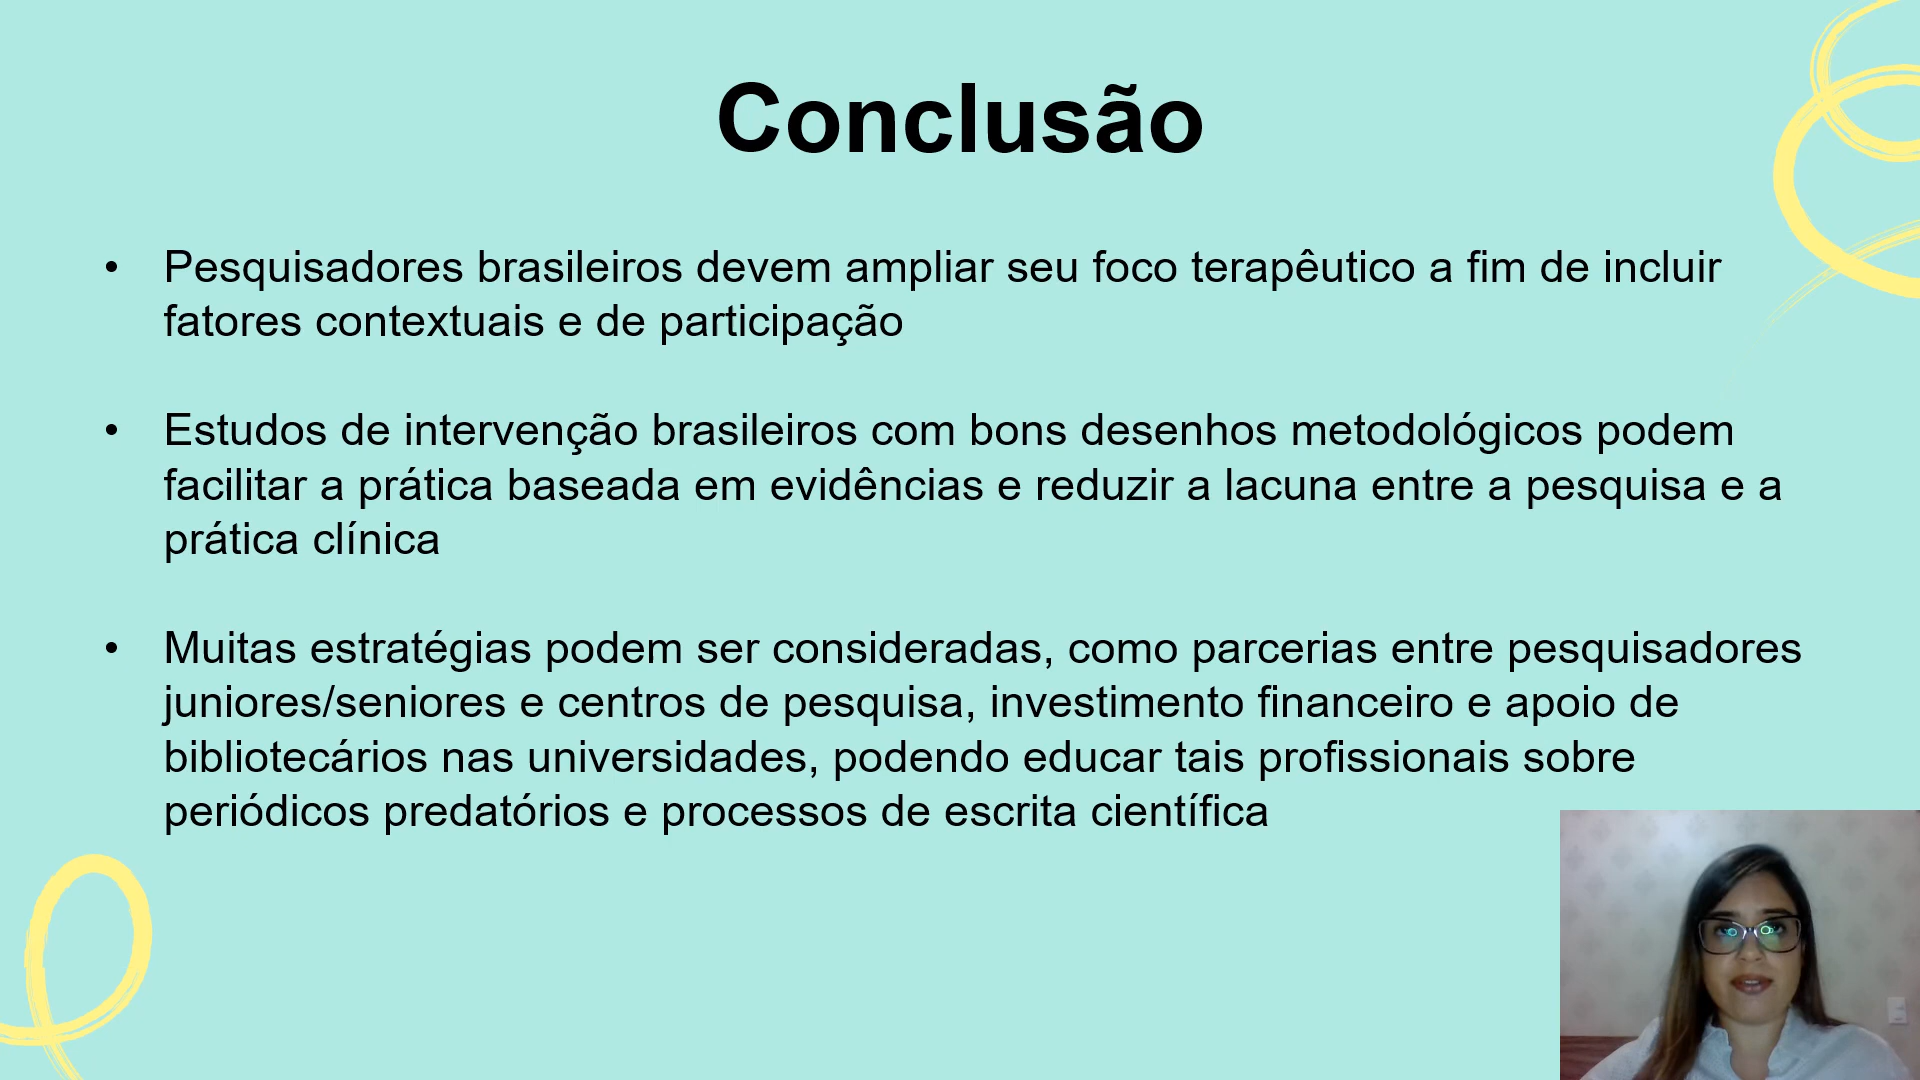 Conclusão
• Pesquisadores brasileiros devem ampliar seu foco terapêutico a fim de incluir
fatores contextuais e de participação
• Estudos de intervenção brasileiros com bons desenhos metodológicos podem
facilitar a prática baseada em evidências e reduzir a lacuna entre a pesquisa e a
prática clínica
• Muitas estratégias podem ser consideradas, como parcerias entre pesquisadores
juniores/seniores e centros de pesquisa, investimento financeiro e apoio de
bibliotecários nas universidades, podendo educar tais profissionais sobre
periódicos predatórios e processos de escrita científica